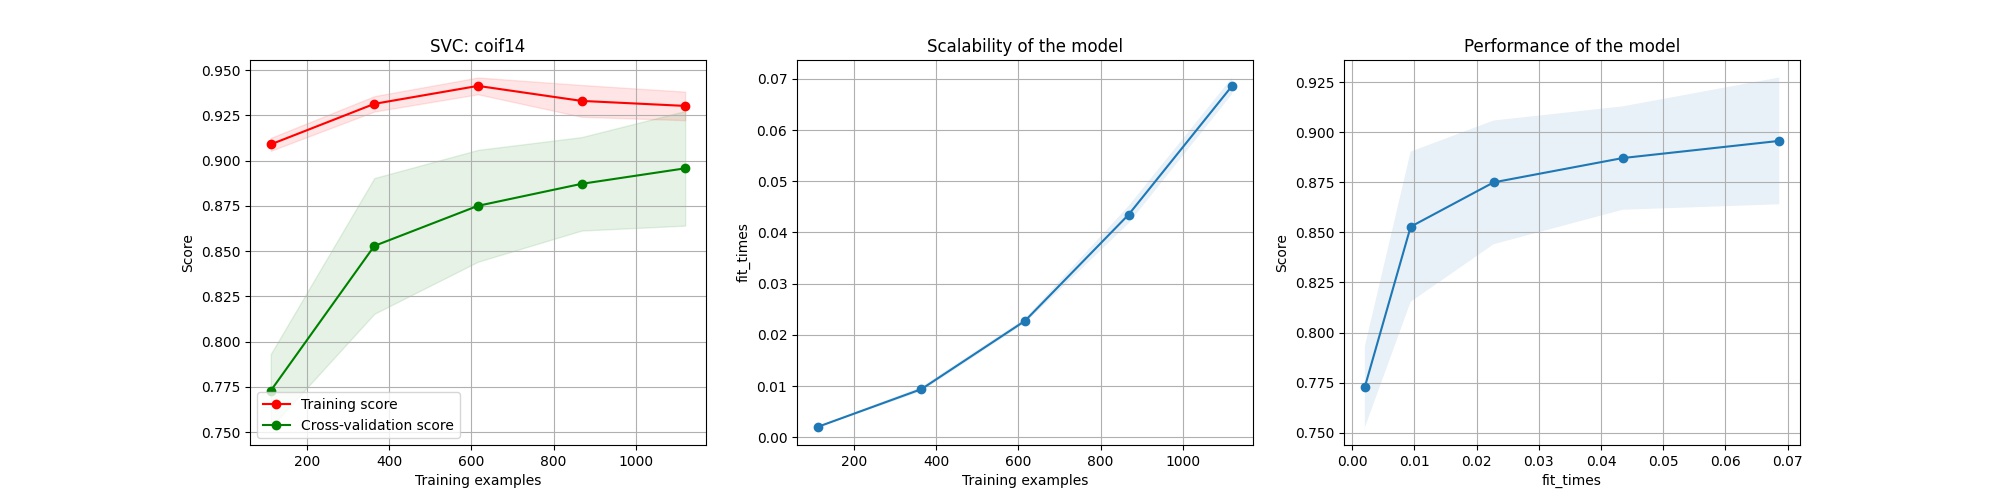 SVC: coif14
0.950
0.925
0.900
0.875
0.850
0.825
0.800
0.775
0.750
Score
Training score
Cross-validation score
200 400 600 800 1000
Training examples
Scalability of the model
0.07
0.06
0.05
0.04
0.03
0.02
0.01
0.00
fit_times
200 400 600 800 1000
Training examples
Performance of the model
0.925
0.900
0.875
0.850
0.825
0.800
0.775
0.750
Score
0.00 0.01 0.02 0.03 0.04 0.05 0.06 0.07
fit_times